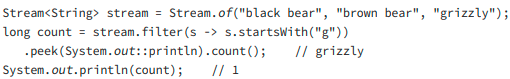 Stream<String> stream = Stream.of("black bear", "brown bear", "grizzly");
long count = stream.filter(s -> s.startsWith("g"))
   .peek(System.out::println).count();    // grizzly
System.out.println(count);    // 1